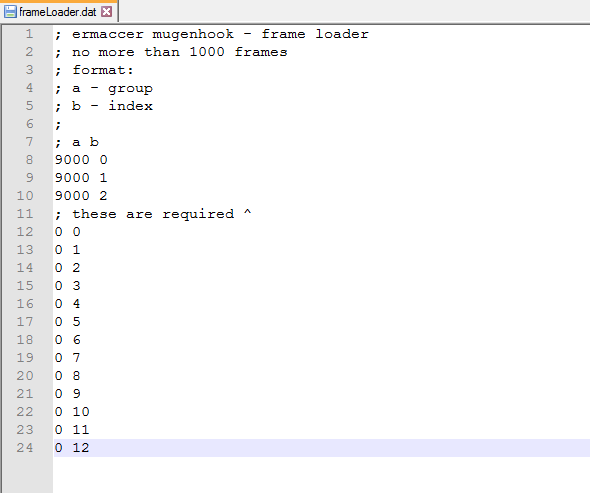 frameLoader.dat
1 ; ermaccer mugenhook - frame loader
2 ; no more than 1000 frames
3 ; format:
4 ; a - group
5 ; b - index
6 ;
7 ; a b
8 9000 0
9 9000 1
10 9000 2
11 ; these are required ^
12 0 0
13 0 1
14 0 2
15 0 3
16 0 4
17 0 5
18 0 6
19 0 7
20 0 8
21 0 9
22 0 10
23 0 11
24 0 12